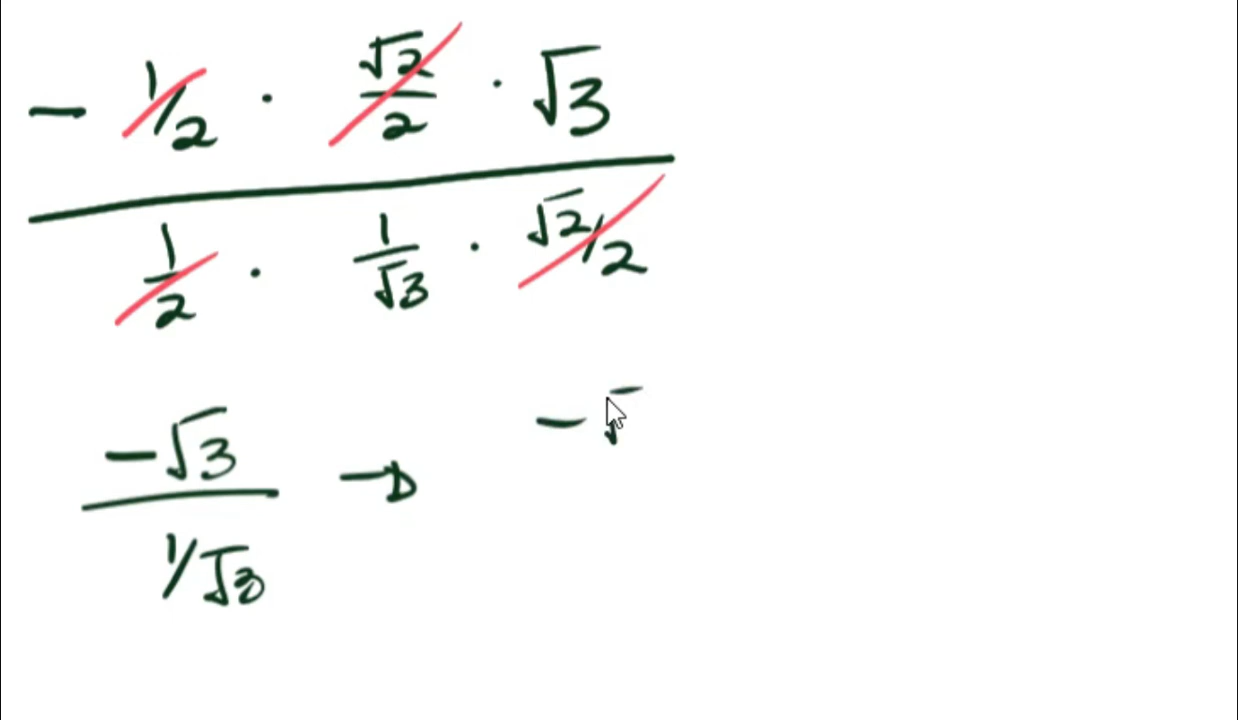 - 1/2 · √2/2 · √3
1/2 · 1/√3 · √2/2
-√3 → -√
1/√3